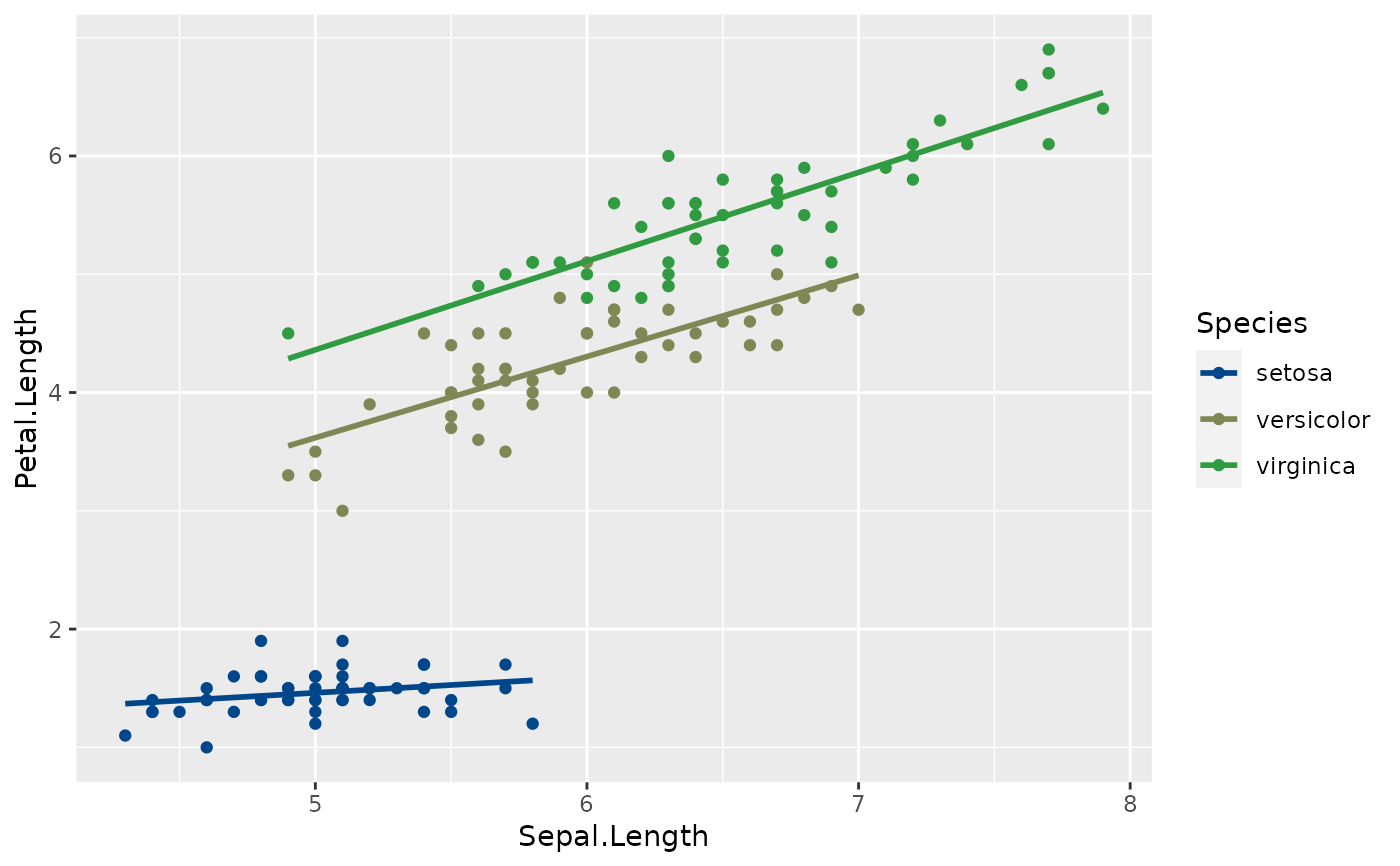 6
4
2
Petal.Length
5 6 7 8
Sepal.Length
Species
setosa
versicolor
virginica